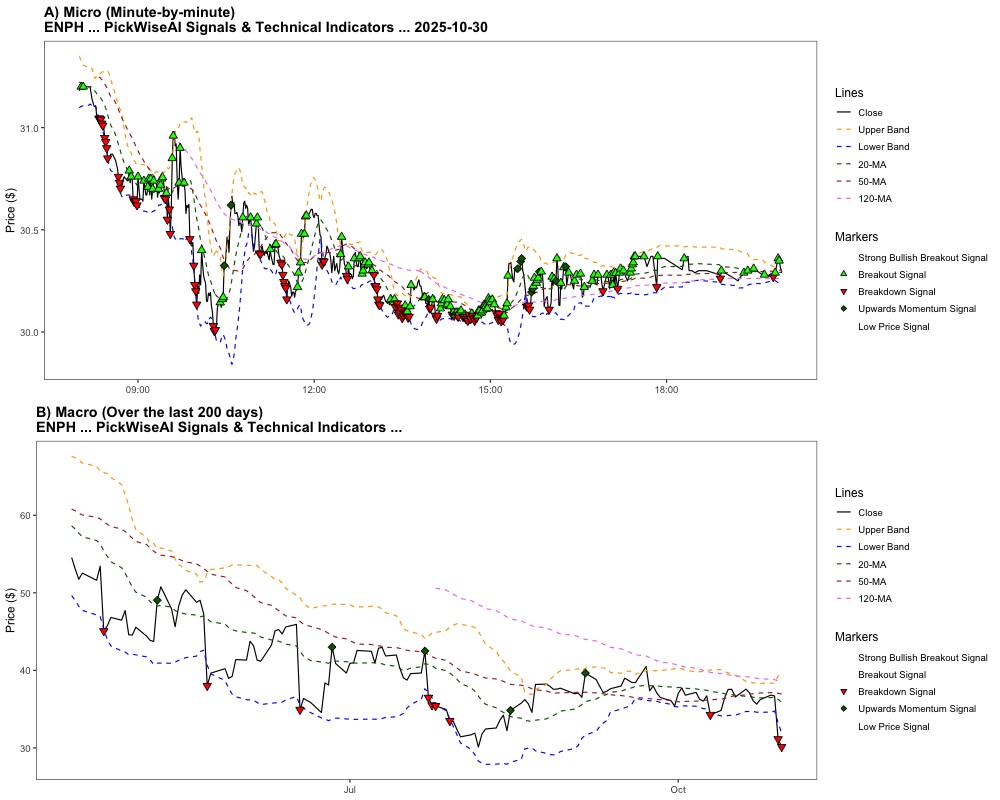 A) Micro (Minute-by-minute)
ENPH ... PickWiseAI Signals & Technical Indicators ... 2025-10-30
Price ($)
31.0
30.5
30.0
09:00
12:00
15:00
18:00
Lines
Close
Upper Band
Lower Band
20-MA
50-MA
120-MA
Markers
Strong Bullish Breakout Signal
Breakout Signal
Breakdown Signal
Upwards Momentum Signal
Low Price Signal
B) Macro (Over the last 200 days)
ENPH ... PickWiseAI Signals & Technical Indicators ...
Price ($)
60
50
40
30
Jul
Oct
Lines
Close
Upper Band
Lower Band
20-MA
50-MA
120-MA
Markers
Strong Bullish Breakout Signal
Breakout Signal
Breakdown Signal
Upwards Momentum Signal
Low Price Signal